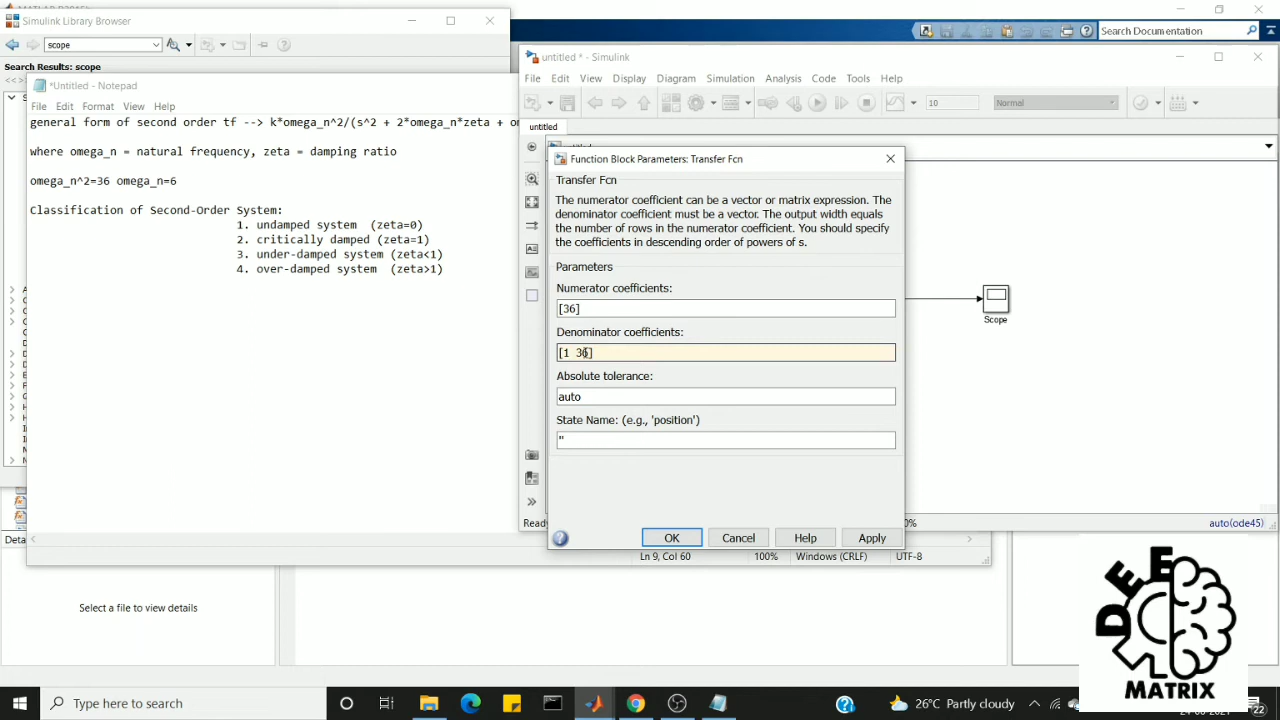 Simulink Library Browser
scope
Search Results: scope
*Untitled - Notepad
File Edit Format View Help
general form of second order tf --> k*omega_n^2/(s^2 + 2*omega_n*zeta +
where omega_n = natural frequency, zeta = damping ratio
omega_n^2=36 omega_n=6
Classification of Second-Order System:
1. undamped system (zeta=0)
2. critically damped (zeta=1)
3. under-damped system (zeta<1)
4. over-damped system (zeta>1)
Ln 9, Col 60 100% Windows (CRLF) UTF-8
Select a file to view details
Search Documentation
untitled * - Simulink
File Edit View Display Diagram Simulation Analysis Code Tools Help
10 Normal
untitled
Function Block Parameters: Transfer Fcn
Transfer Fcn
The numerator coefficient can be a vector or matrix expression. The
denominator coefficient must be a vector. The output width equals
the number of rows in the numerator coefficient. You should specify
the coefficients in descending order of powers of s.
Parameters
Numerator coefficients:
[36]
Denominator coefficients:
[1 36]
Absolute tolerance:
auto
State Name: (e.g., 'position')
''
OK Cancel Help Apply
Scope
auto(ode45)
DEE
MATRIX
Type here to search
26°C Partly cloudy
22